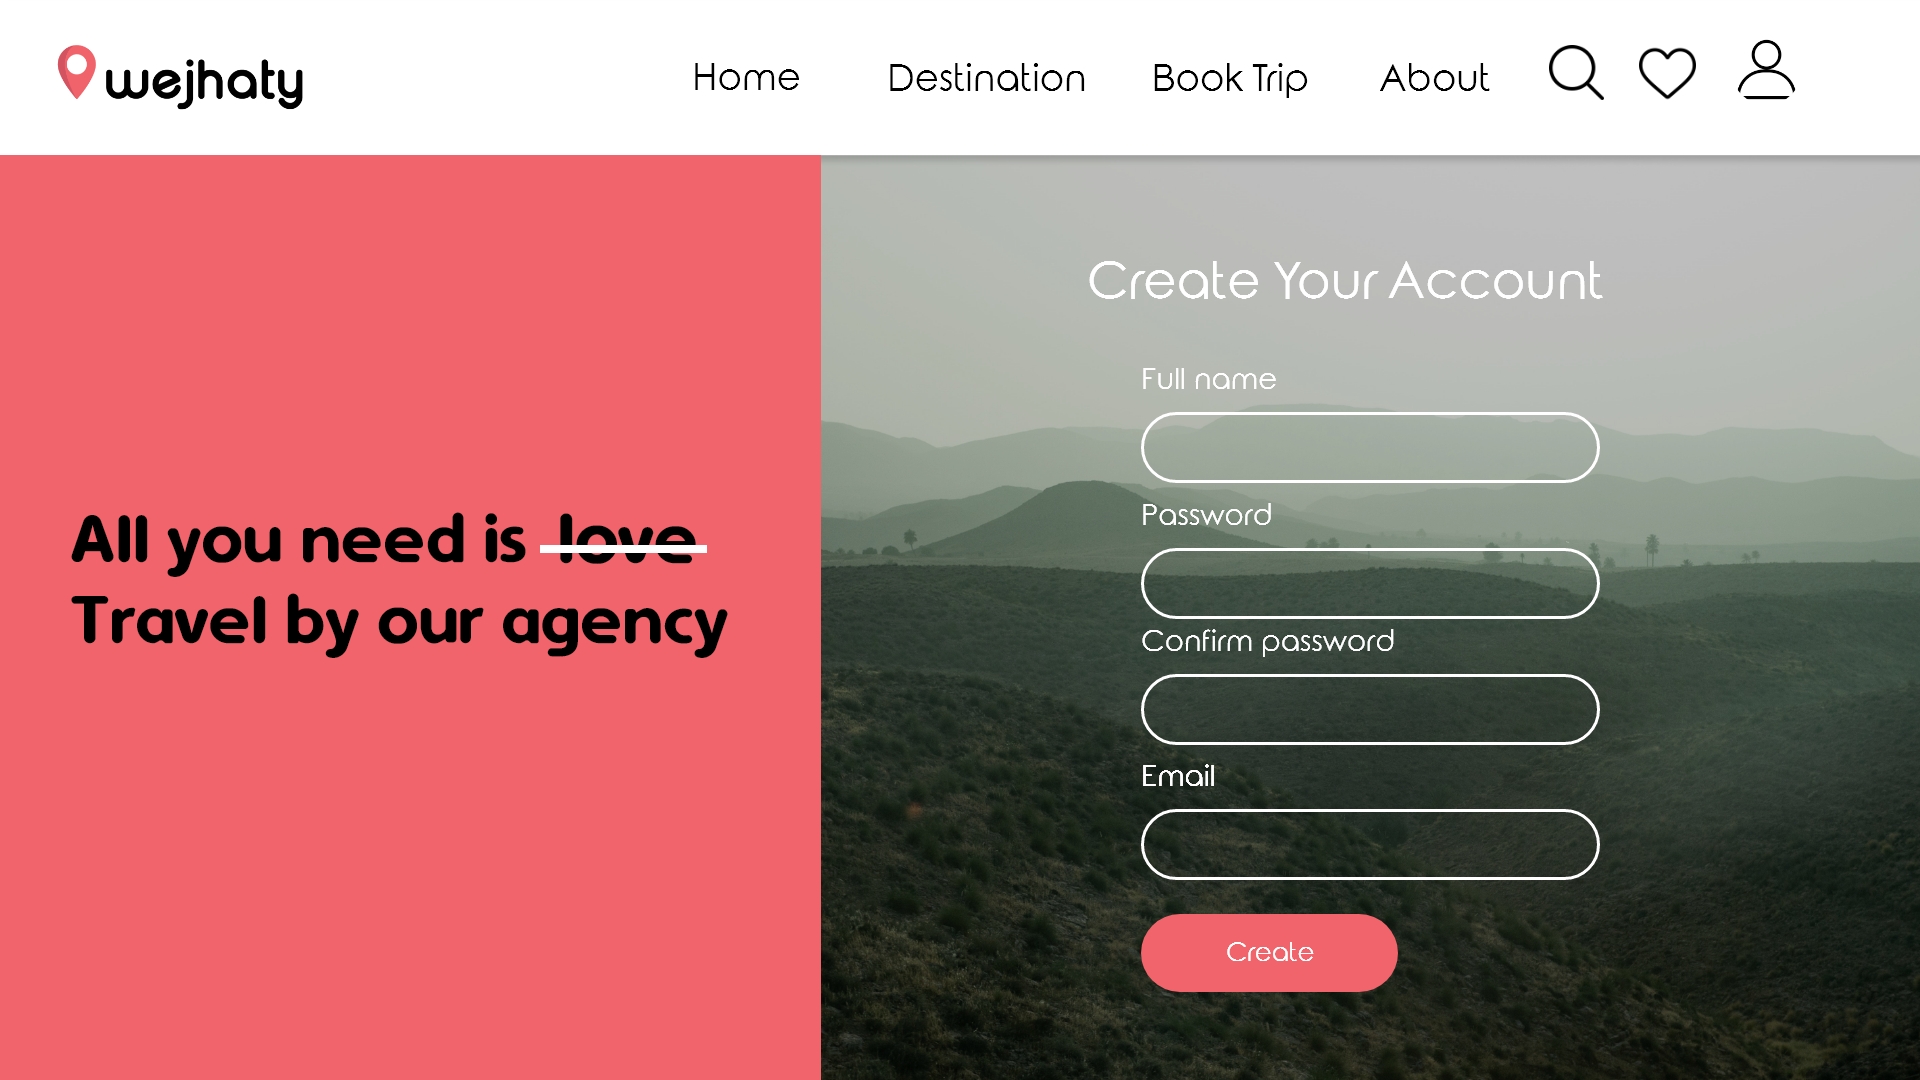 wejhaty
Home Destination Book Trip About
All you need is love
Travel by our agency
Create Your Account
Full name
Password
Confirm password
Email
Create